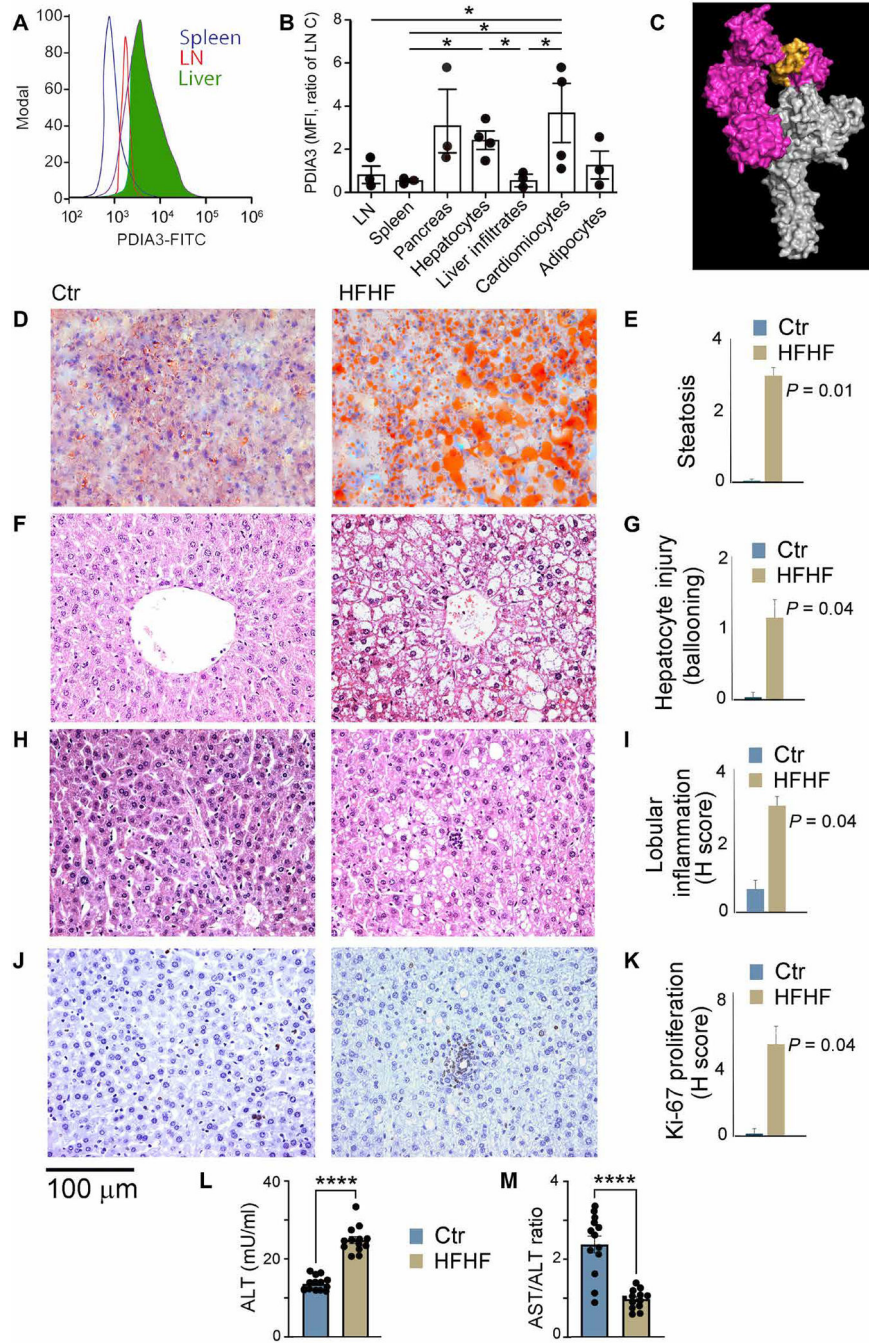 A
Spleen
LN
Liver
Modal
100
80
60
40
20
0
10² 10³ 10⁴ 10⁵ 10⁶
PDIA3-FITC
B
PDIA3 (MFI, ratio of LN C)
8
6
4
2
0
* 
*
* * *
LN
Spleen
Pancreas
Hepatocytes
Liver infiltrates
Cardiomiocytes
Adipocytes
C
Ctr
HFHF
D
E
Ctr
HFHF
P = 0.01
Steatosis
4
2
0
F
G
Ctr
HFHF
P = 0.04
Hepatocyte injury
(ballooning)
2
1
0
H
I
Ctr
HFHF
P = 0.04
Lobular
inflammation
(H score)
4
2
0
J
K
Ctr
HFHF
P = 0.04
Ki-67 proliferation
(H score)
8
4
0
100 μm
L
****
ALT (mU/ml)
40
20
0
Ctr
HFHF
M
****
AST/ALT ratio
4
2
0